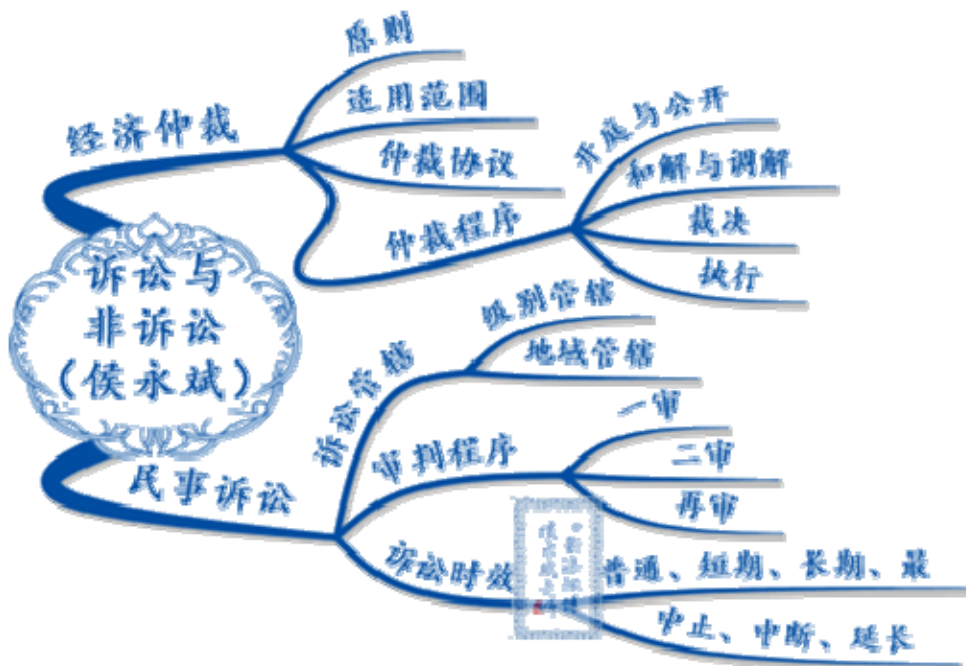 诉讼与
非诉讼
(侯永斌)
经济仲裁
原则
适用范围
仲裁协议
仲裁程序
开庭与公开
和解与调解
裁决
执行
民事诉讼
诉讼管辖
级别管辖
地域管辖
审判程序
一审
二审
再审
诉讼时效
普通、短期、长期、最
中止、中断、延长